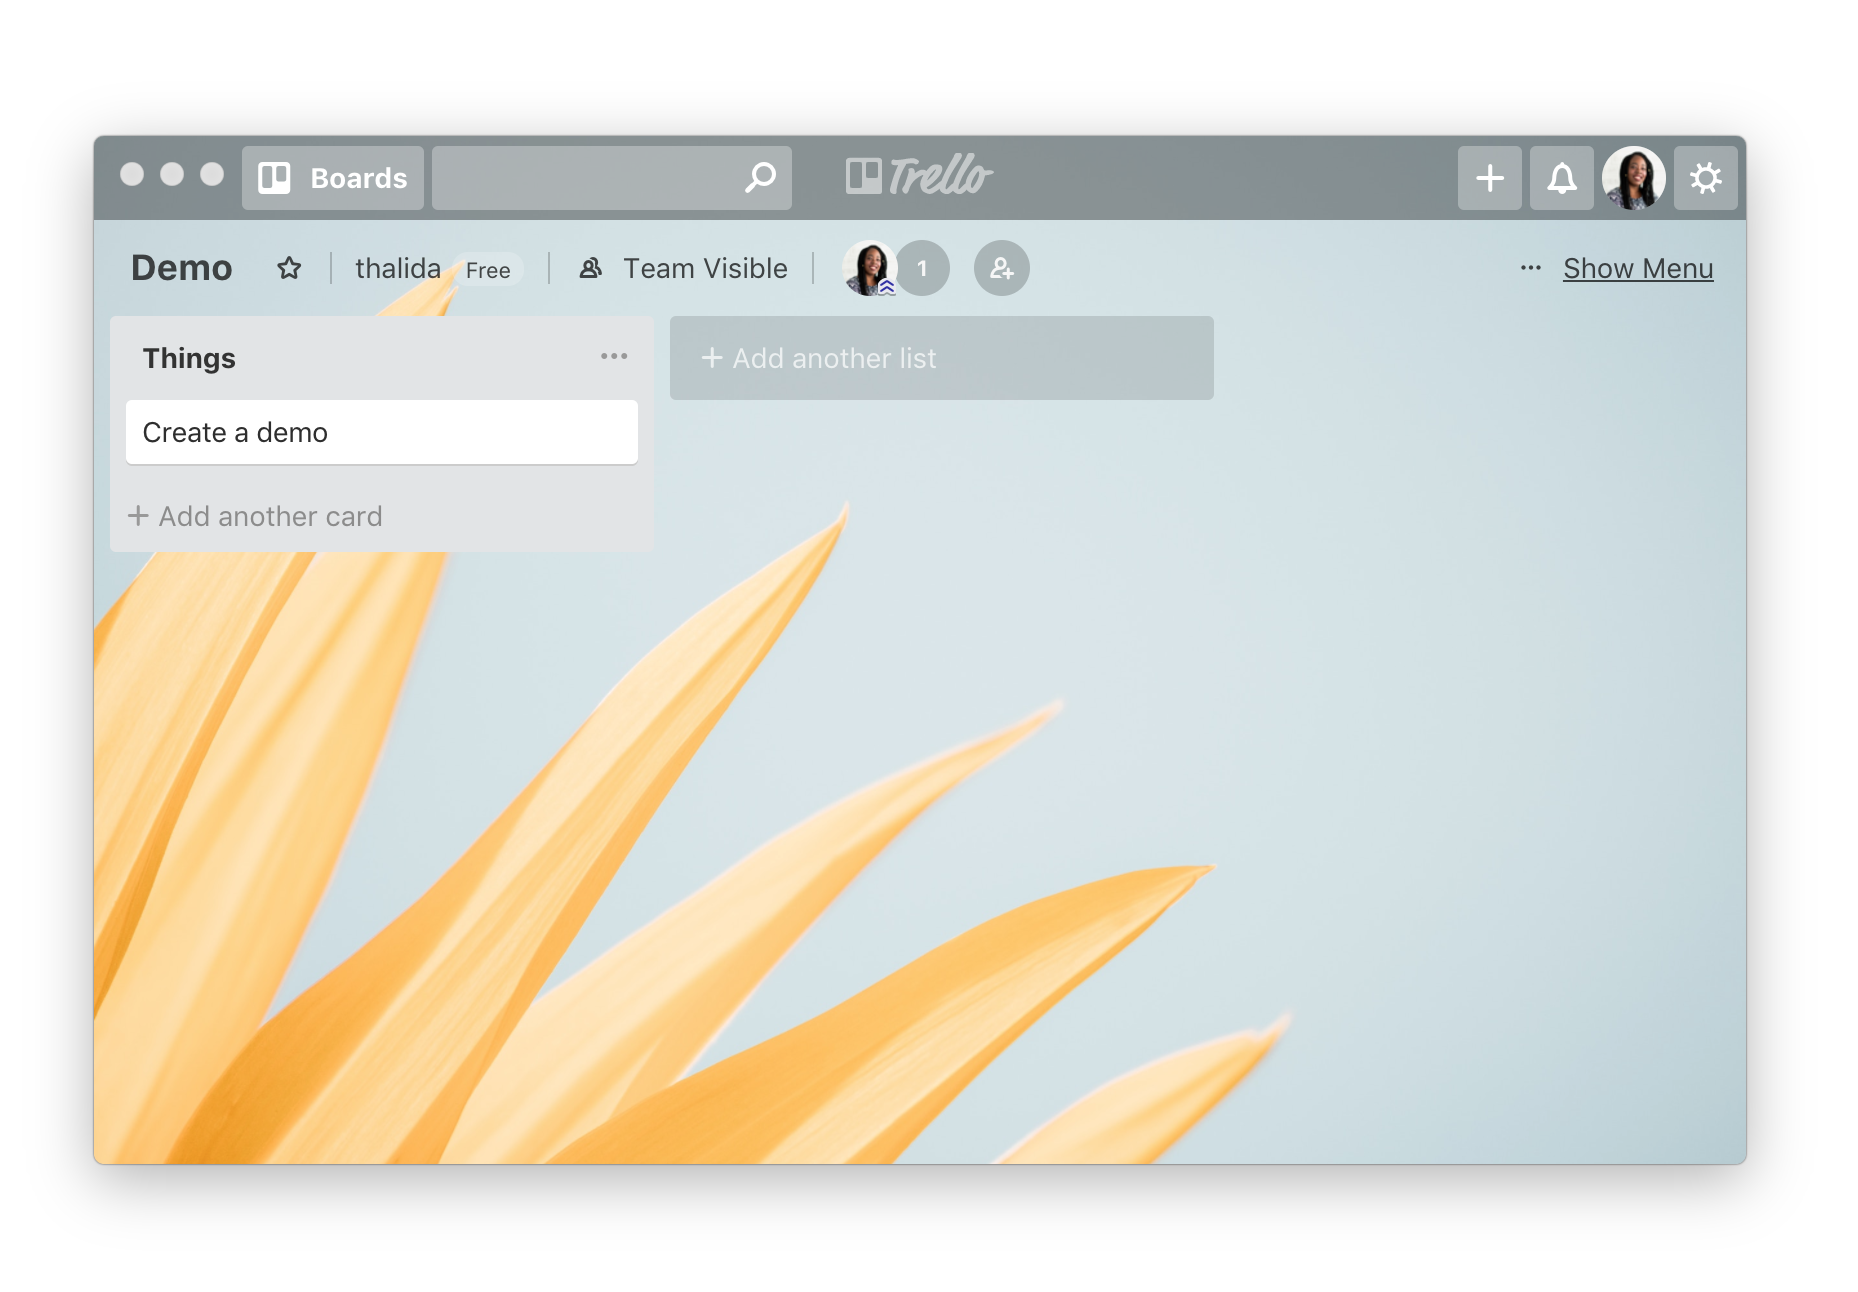 Boards
Trello
Demo
thalida Free
Team Visible
1
··· Show Menu
Things ···
Create a demo
+ Add another card
+ Add another list